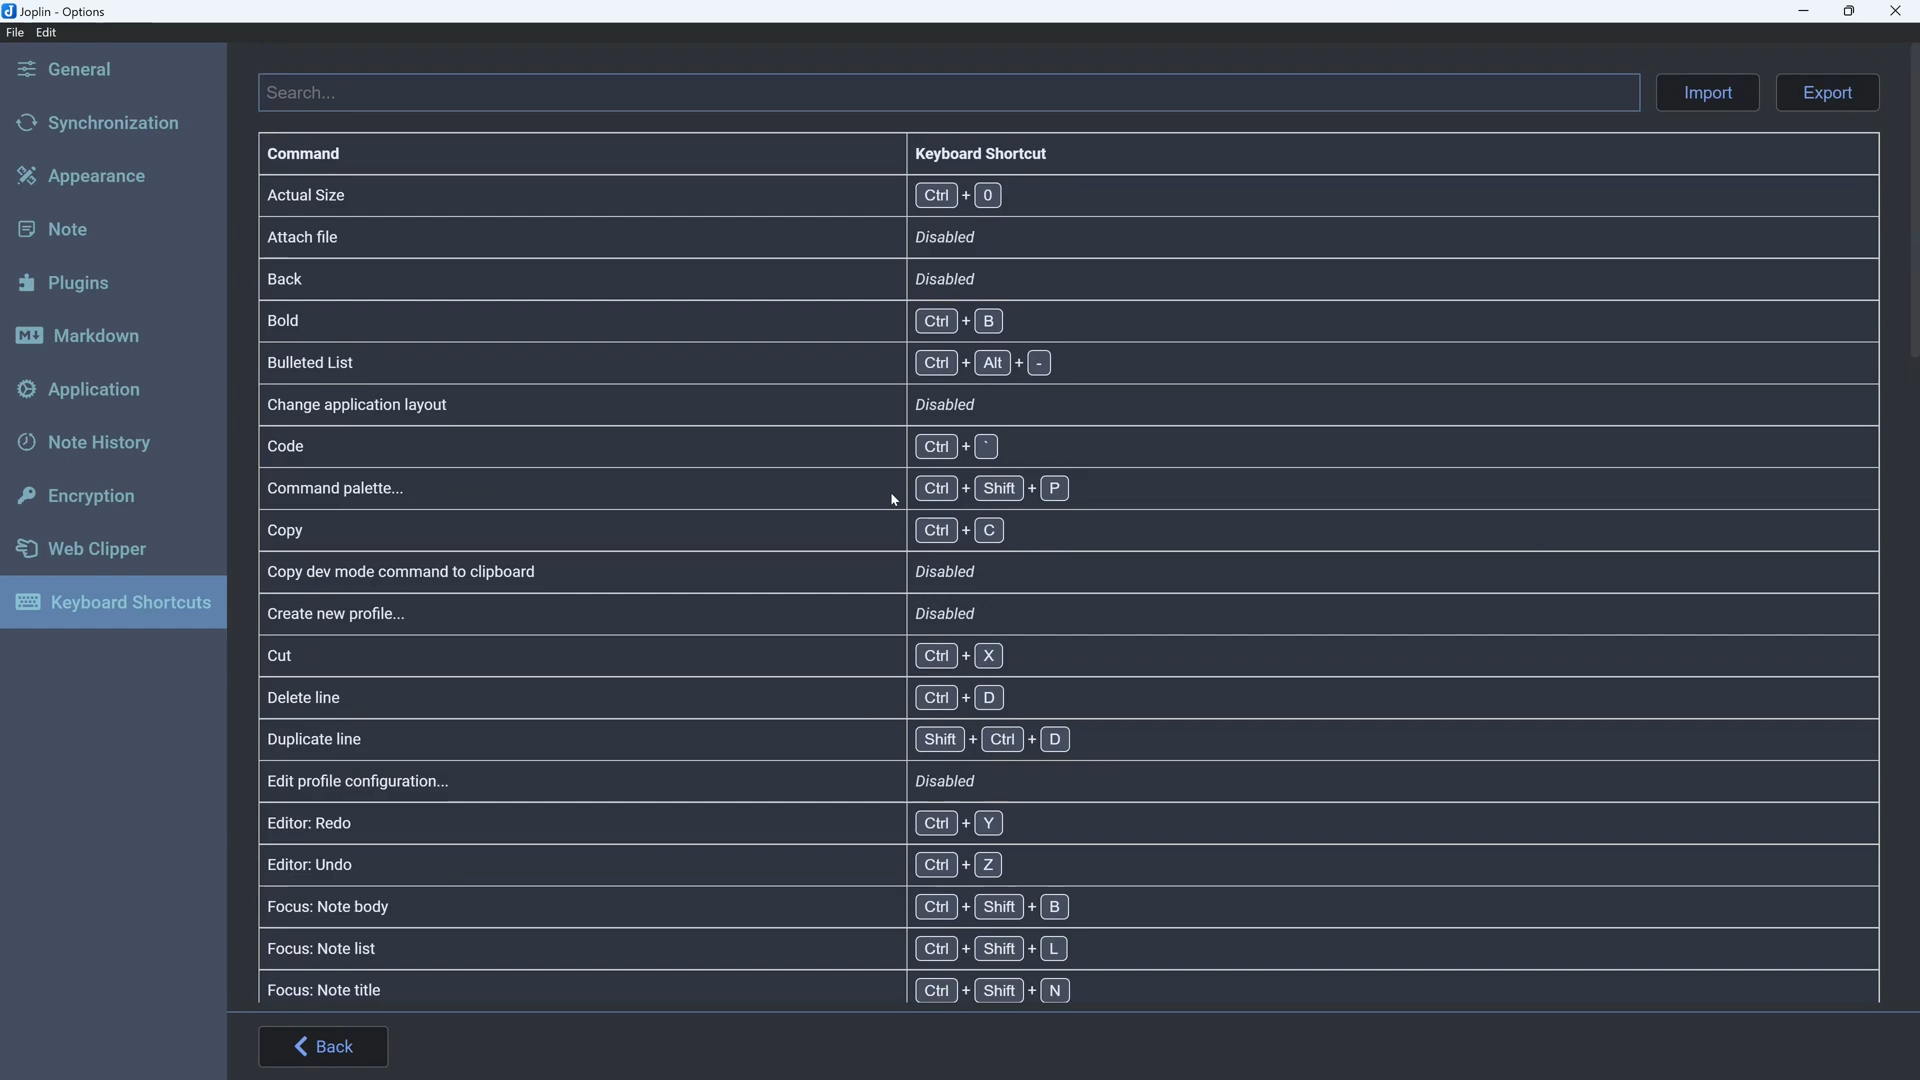 Joplin - Options
File Edit
General
Synchronization
Appearance
Note
Plugins
Markdown
Application
Note History
Encryption
Web Clipper
Keyboard Shortcuts
Search... Import Export
Command Keyboard Shortcut
Actual Size Ctrl + 0
Attach file Disabled
Back Disabled
Bold Ctrl + B
Bulleted List Ctrl + Alt + -
Change application layout Disabled
Code Ctrl + `
Command palette... Ctrl + Shift + P
Copy Ctrl + C
Copy dev mode command to clipboard Disabled
Create new profile... Disabled
Cut Ctrl + X
Delete line Ctrl + D
Duplicate line Shift + Ctrl + D
Edit profile configuration... Disabled
Editor: Redo Ctrl + Y
Editor: Undo Ctrl + Z
Focus: Note body Ctrl + Shift + B
Focus: Note list Ctrl + Shift + L
Focus: Note title Ctrl + Shift + N
Back